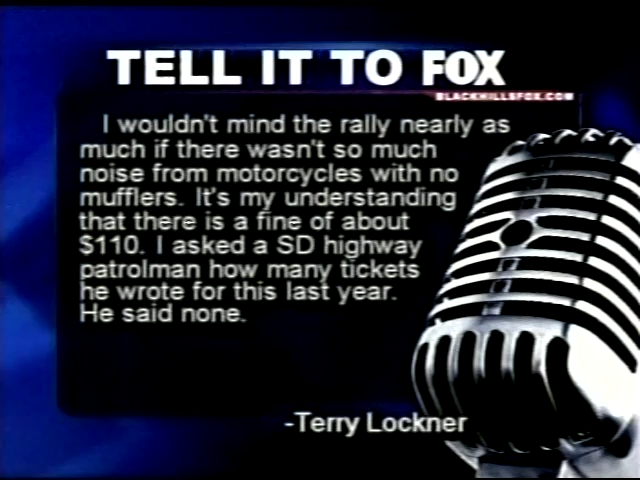 TELL IT TO FOX
BLACKHILLSFOX.COM
I wouldn't mind the rally nearly as
much if there wasn't so much
noise from motorcycles with no
mufflers. It's my understanding
that there is a fine of about
$110. I asked a SD highway
patrolman how many tickets
he wrote for this last year.
He said none.
-Terry Lockner